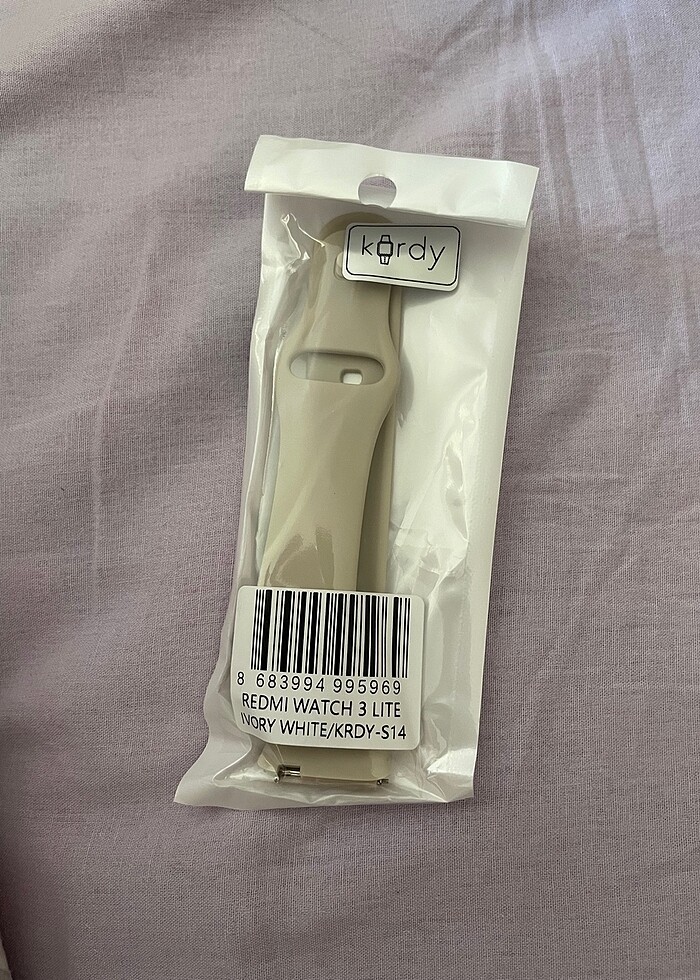 kordy
8 683994 995969
REDMI WATCH 3 LITE
IVORY WHITE/KRDY-S14